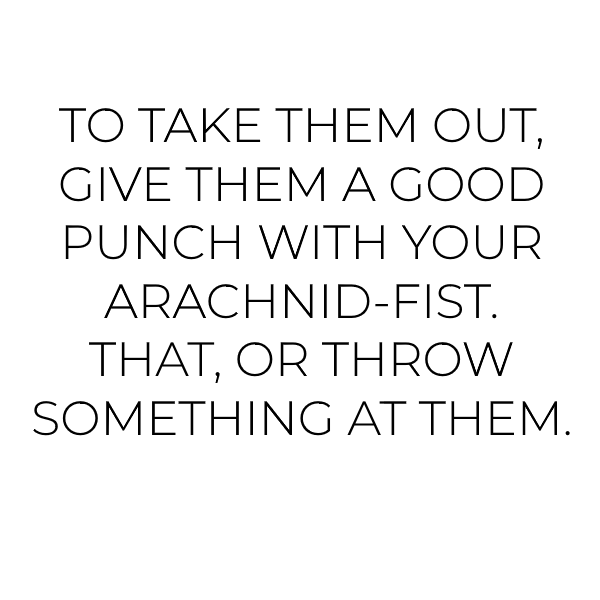 TO TAKE THEM OUT,
GIVE THEM A GOOD
PUNCH WITH YOUR
ARACHNID-FIST.
THAT, OR THROW
SOMETHING AT THEM.